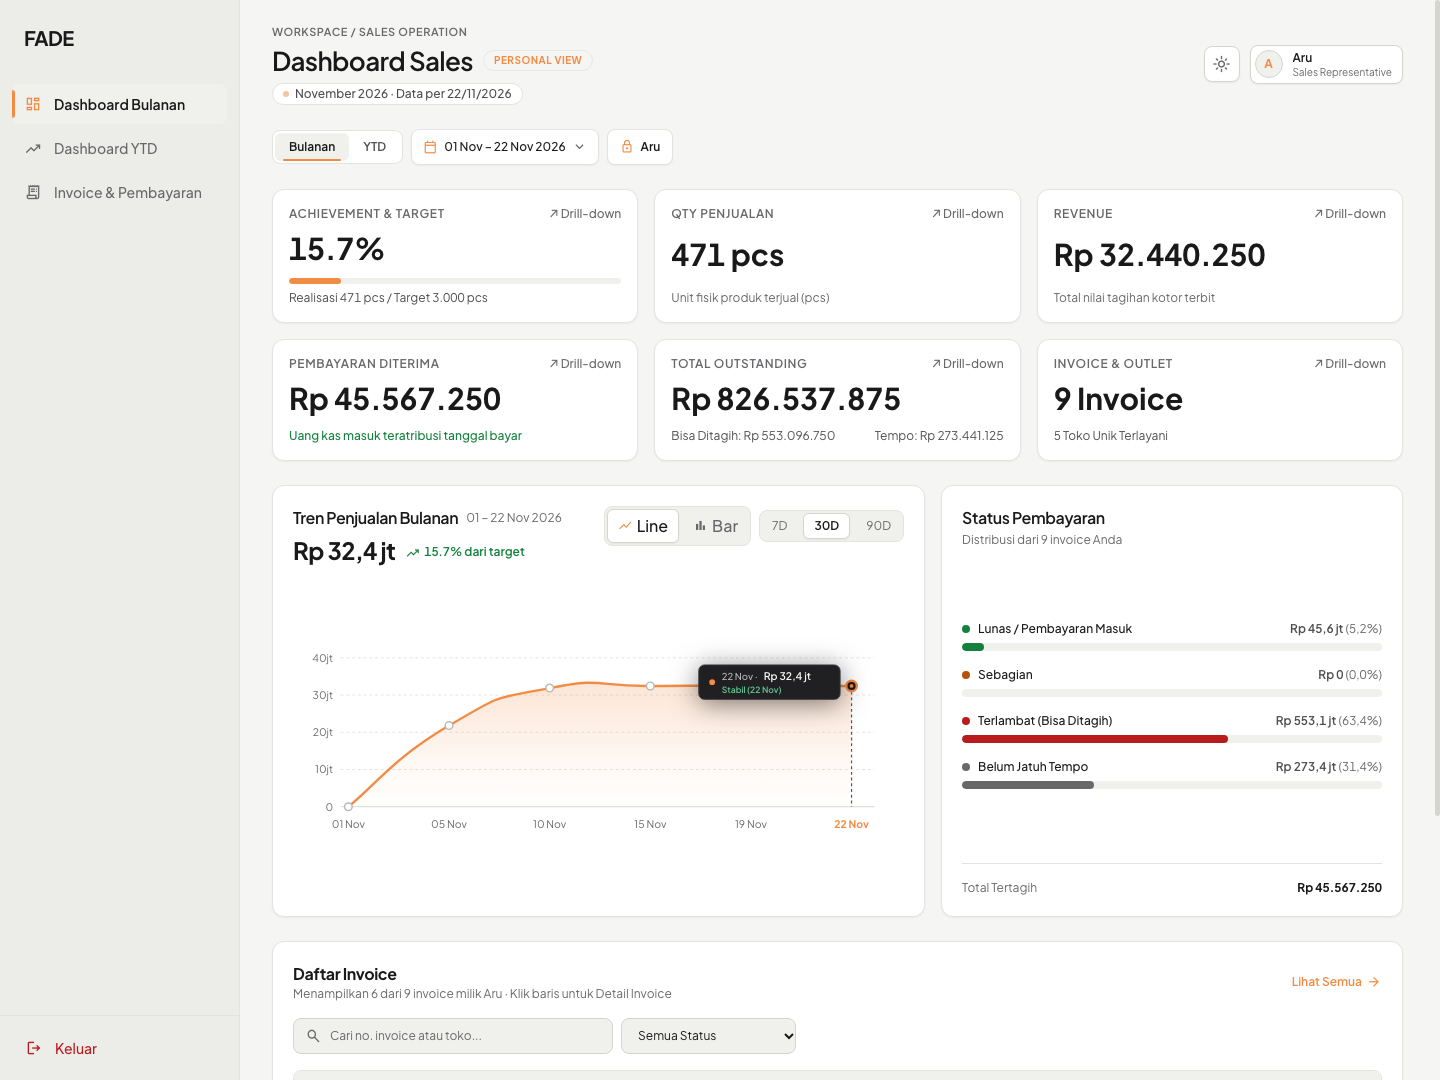 FADE
Dashboard Bulanan
Dashboard YTD
Invoice & Pembayaran
Keluar
WORKSPACE / SALES OPERATION
Dashboard Sales
PERSONAL VIEW
November 2026 · Data per 22/11/2026
A
Aru
Sales Representative
Bulanan
YTD
01 Nov – 22 Nov 2026
Aru
ACHIEVEMENT & TARGET
Drill-down
15.7%
Realisasi 471 pcs / Target 3.000 pcs
QTY PENJUALAN
Drill-down
471 pcs
Unit fisik produk terjual (pcs)
REVENUE
Drill-down
Rp 32.440.250
Total nilai tagihan kotor terbit
PEMBAYARAN DITERIMA
Drill-down
Rp 45.567.250
Uang kas masuk teratribusi tanggal bayar
TOTAL OUTSTANDING
Drill-down
Rp 826.537.875
Bisa Ditagih: Rp 553.096.750
Tempo: Rp 273.441.125
INVOICE & OUTLET
Drill-down
9 Invoice
5 Toko Unik Terlayani
Tren Penjualan Bulanan
01 – 22 Nov 2026
Rp 32,4 jt
15.7% dari target
Line
Bar
7D
30D
90D
40jt
30jt
20jt
10jt
0
22 Nov · Rp 32,4 jt
Stabil (22 Nov)
01 Nov
05 Nov
10 Nov
15 Nov
19 Nov
22 Nov
Status Pembayaran
Distribusi dari 9 invoice Anda
Lunas / Pembayaran Masuk
Rp 45,6 jt (5,2%)
Sebagian
Rp 0 (0,0%)
Terlambat (Bisa Ditagih)
Rp 553,1 jt (63,4%)
Belum Jatuh Tempo
Rp 273,4 jt (31,4%)
Total Tertagih
Rp 45.567.250
Daftar Invoice
Menampilkan 6 dari 9 invoice milik Aru · Klik baris untuk Detail Invoice
Lihat Semua
Cari no. invoice atau toko...
Semua Status